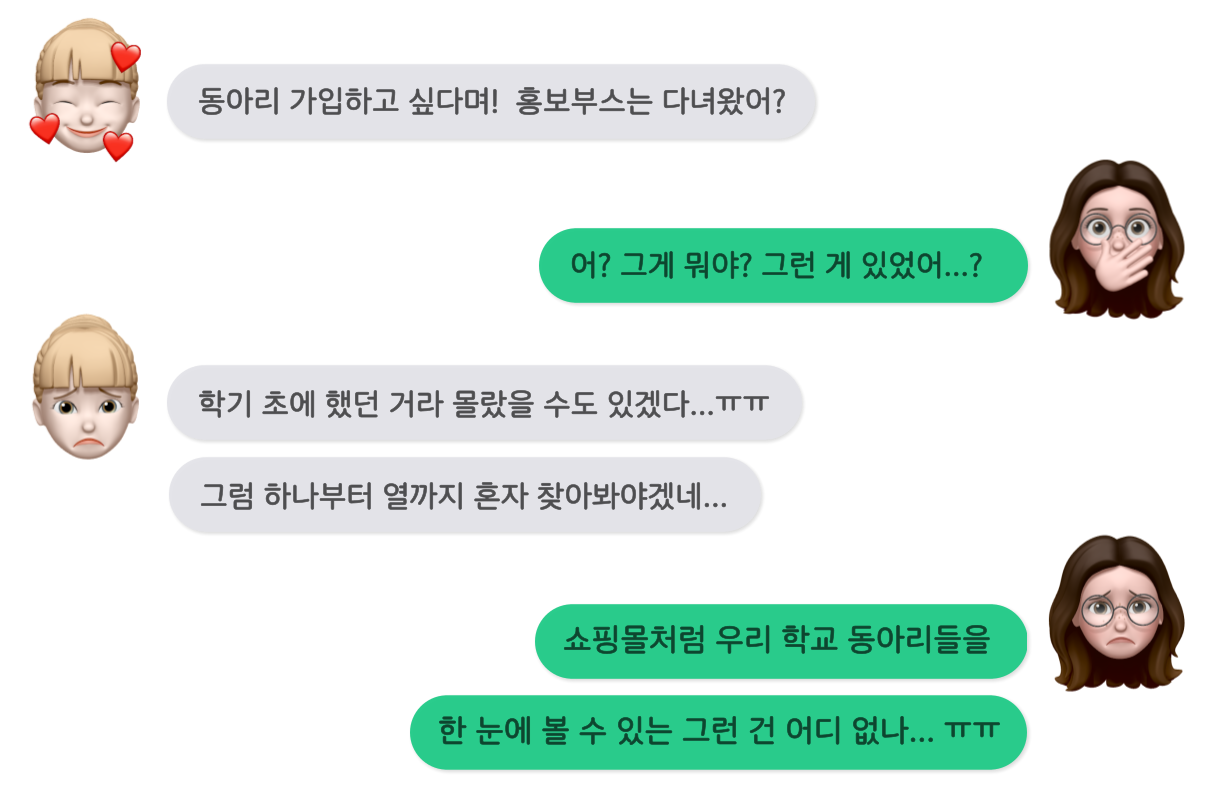 동아리 가입하고 싶다며! 홍보부스는 다녀왔어?
어? 그게 뭐야? 그런 게 있었어...?
학기 초에 했던 거라 몰랐을 수도 있겠다...ㅠㅠ
그럼 하나부터 열까지 혼자 찾아봐야겠네...
쇼핑몰처럼 우리 학교 동아리들을
한 눈에 볼 수 있는 그런 건 어디 없나... ㅠㅠ